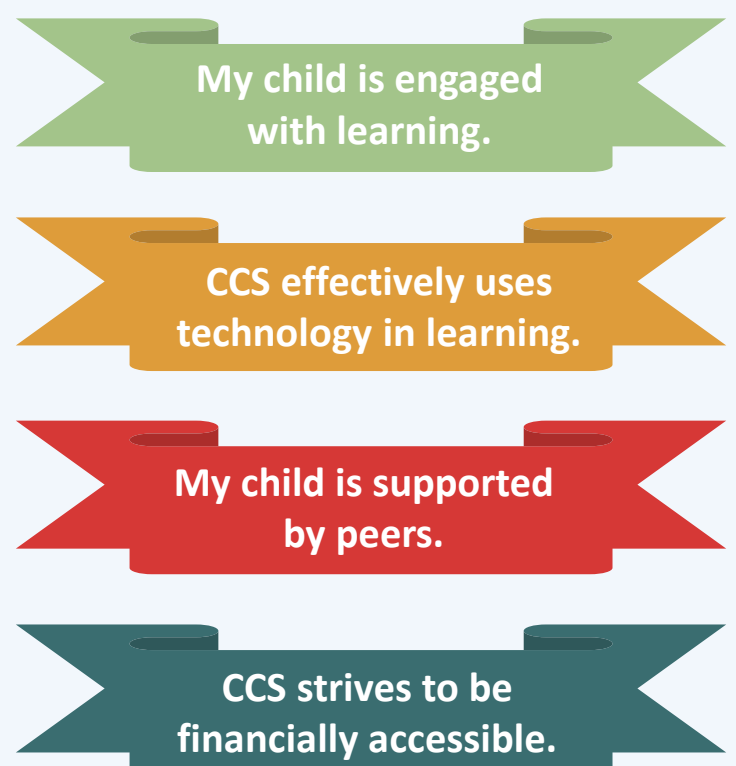 My child is engaged
with learning.
CCS effectively uses
technology in learning.
My child is supported
by peers.
CCS strives to be
financially accessible.